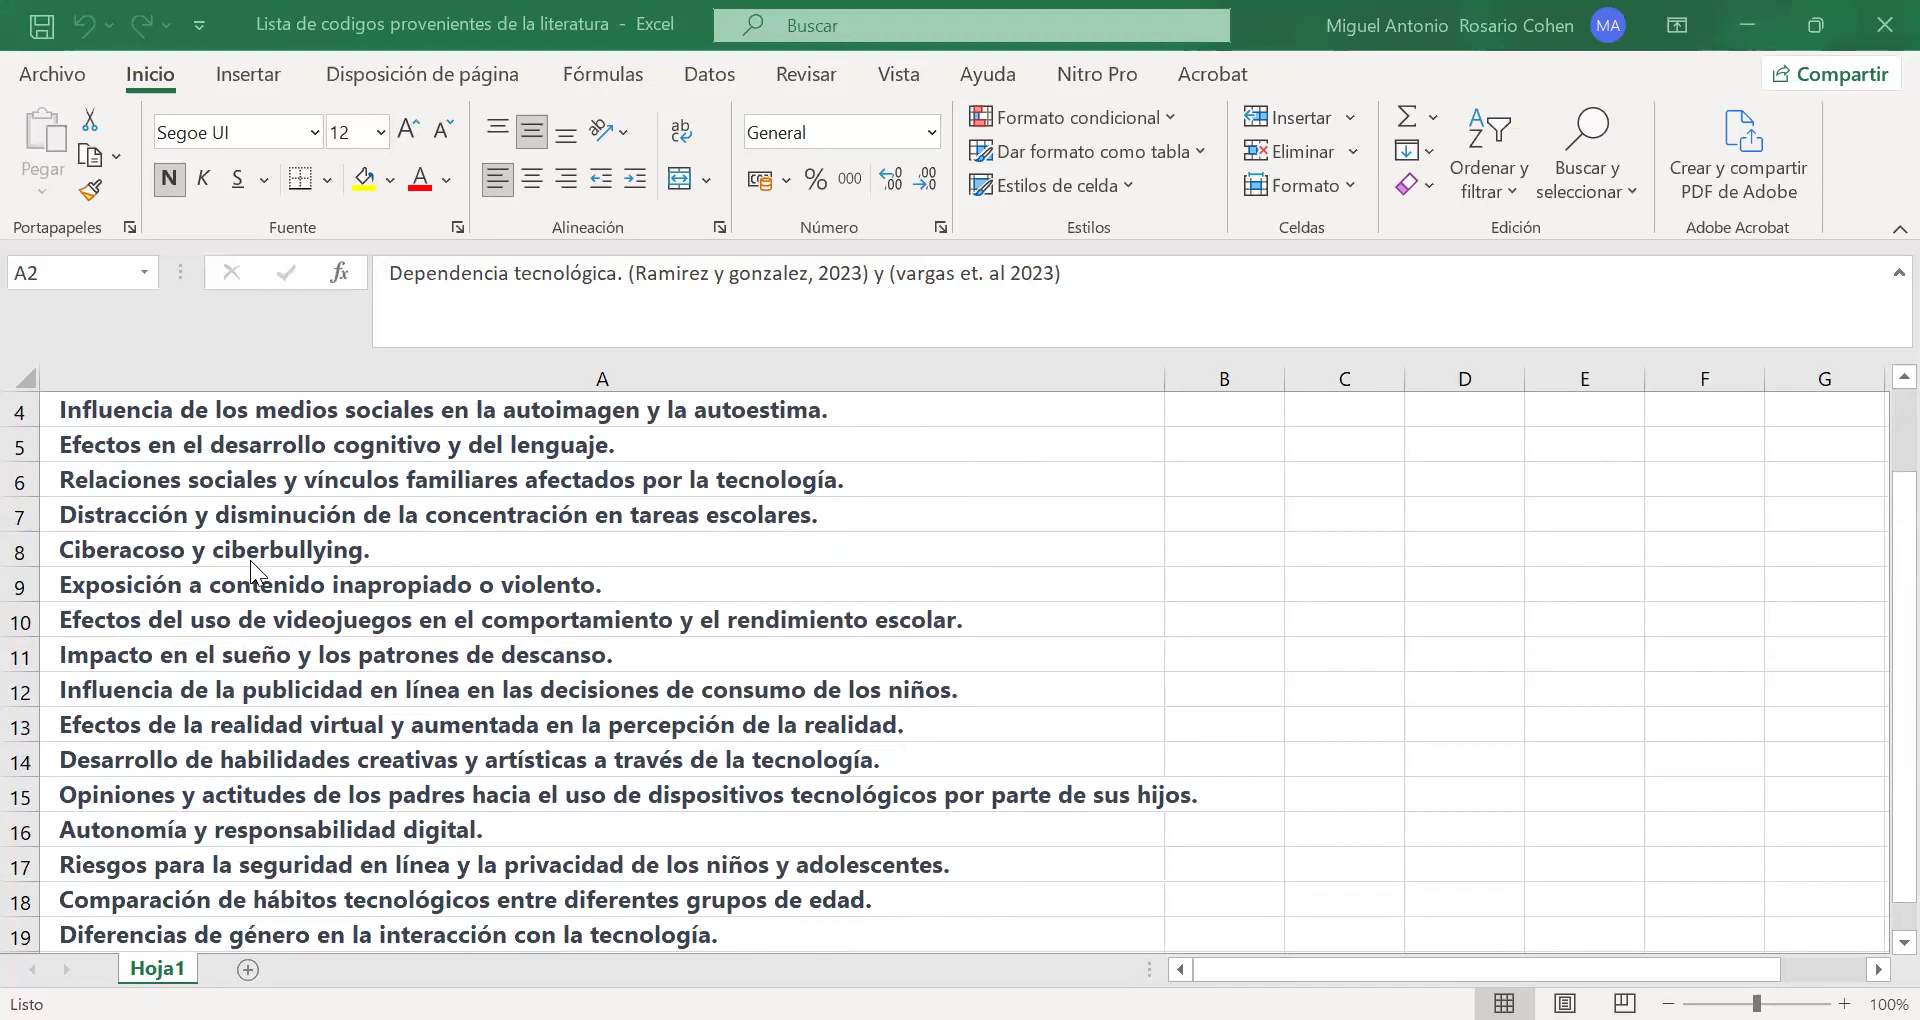 Lista de codigos provenientes de la literatura - Excel
Buscar
Miguel Antonio Rosario Cohen
MA
Archivo Inicio Insertar Disposición de página Fórmulas Datos Revisar Vista Ayuda Nitro Pro Acrobat
Compartir
Pegar
Portapapeles
Segoe UI 12
N K S
Fuente
Alineación
General
% 000
Número
Formato condicional
Dar formato como tabla
Estilos de celda
Estilos
Insertar
Eliminar
Formato
Celdas
Ordenar y
filtrar
Buscar y
seleccionar
Edición
Crear y compartir
PDF de Adobe
Adobe Acrobat
A2
fx
Dependencia tecnológica. (Ramirez y gonzalez, 2023) y (vargas et. al 2023)
A B C D E F G
4 Influencia de los medios sociales en la autoimagen y la autoestima.
5 Efectos en el desarrollo cognitivo y del lenguaje.
6 Relaciones sociales y vínculos familiares afectados por la tecnología.
7 Distracción y disminución de la concentración en tareas escolares.
8 Ciberacoso y ciberbullying.
9 Exposición a contenido inapropiado o violento.
10 Efectos del uso de videojuegos en el comportamiento y el rendimiento escolar.
11 Impacto en el sueño y los patrones de descanso.
12 Influencia de la publicidad en línea en las decisiones de consumo de los niños.
13 Efectos de la realidad virtual y aumentada en la percepción de la realidad.
14 Desarrollo de habilidades creativas y artísticas a través de la tecnología.
15 Opiniones y actitudes de los padres hacia el uso de dispositivos tecnológicos por parte de sus hijos.
16 Autonomía y responsabilidad digital.
17 Riesgos para la seguridad en línea y la privacidad de los niños y adolescentes.
18 Comparación de hábitos tecnológicos entre diferentes grupos de edad.
19 Diferencias de género en la interacción con la tecnología.
Hoja1
Listo
100%